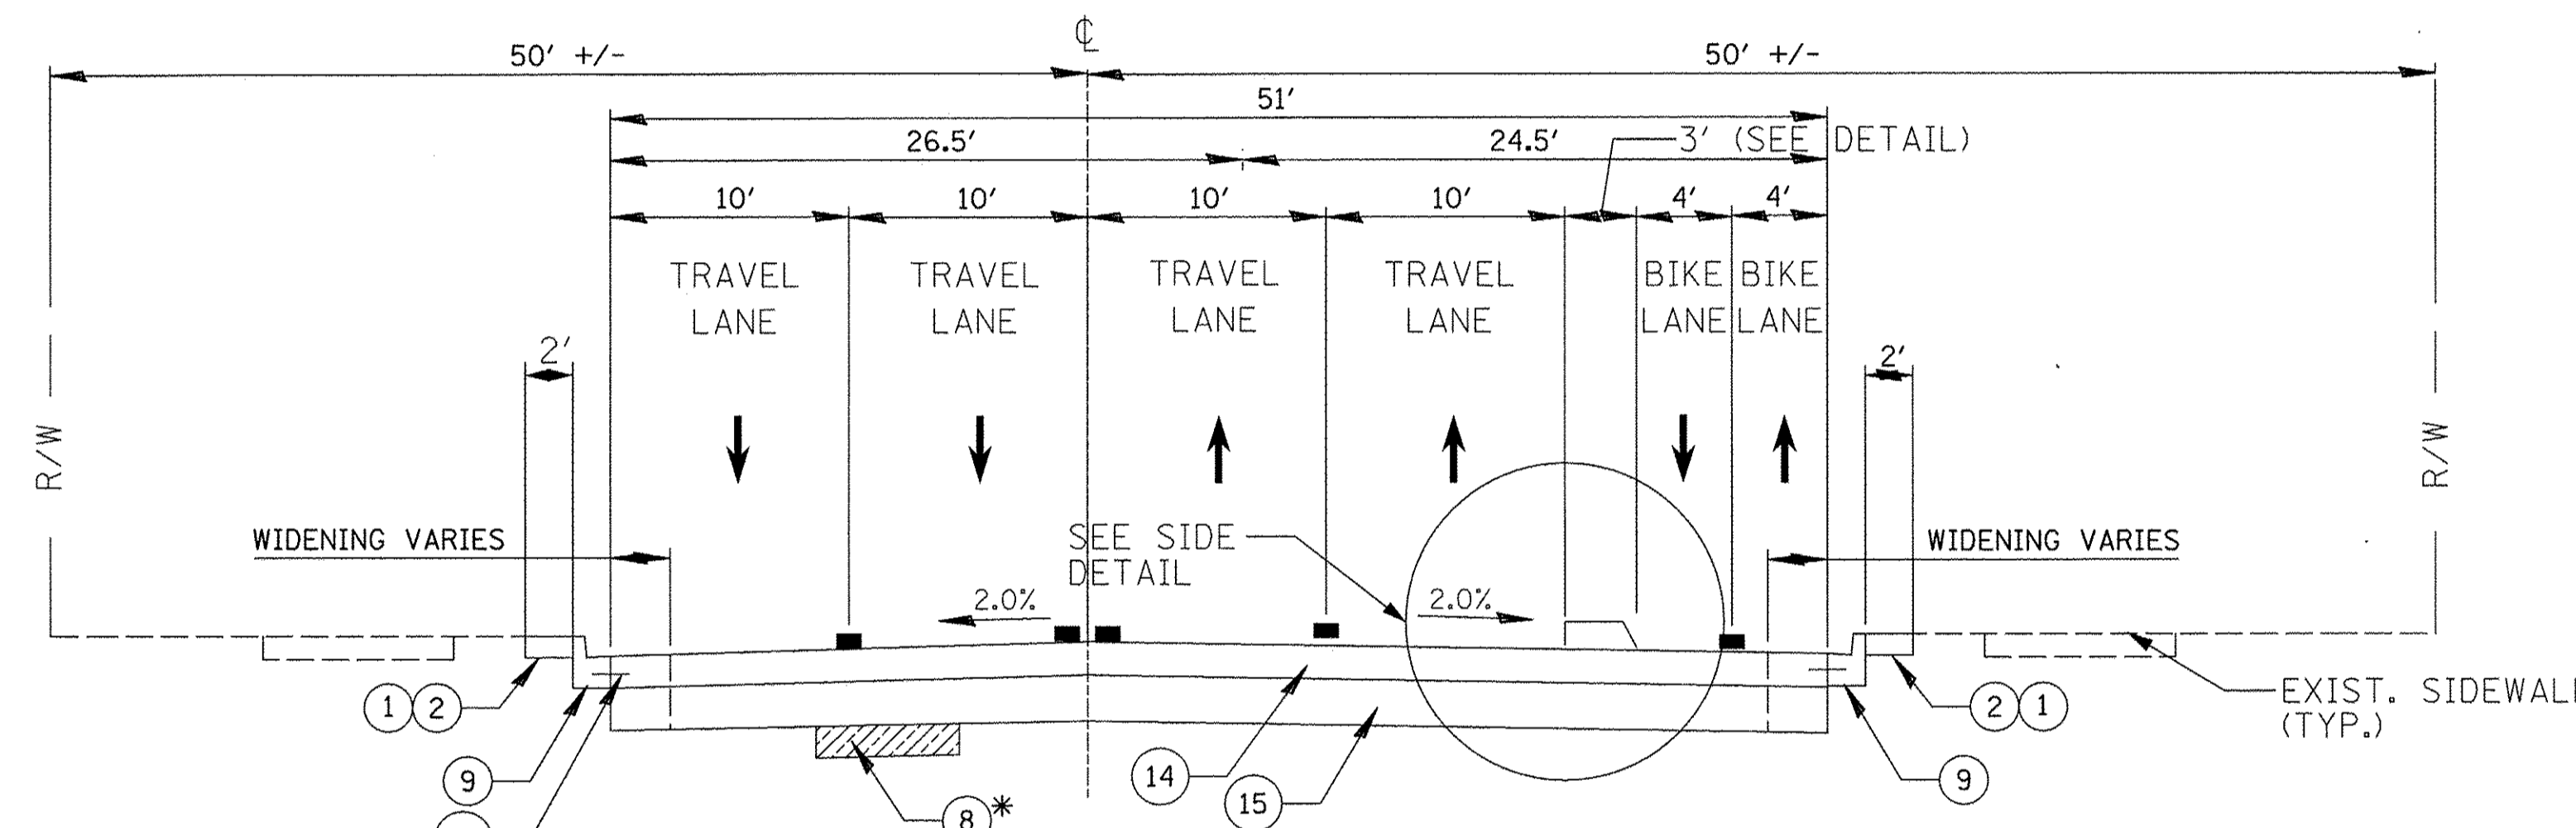 ℄
50' +/-
50' +/-
51'
26.5'
24.5'
3' (SEE DETAIL)
10'
10'
10'
10'
4'
4'
TRAVEL
LANE
TRAVEL
LANE
TRAVEL
LANE
TRAVEL
LANE
BIKE
LANE
BIKE
LANE
2'
2'
R/W
R/W
WIDENING VARIES
SEE SIDE
DETAIL
WIDENING VARIES
2.0%
2.0%
1 2
2 1
EXIST. SIDEWALK
(TYP.)
9
14
15
9
8*